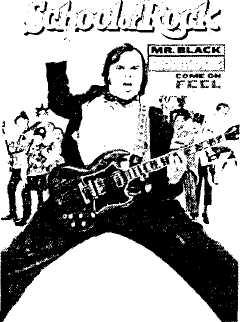 School of Rock
MR. BLACK
COME ON
FEEL